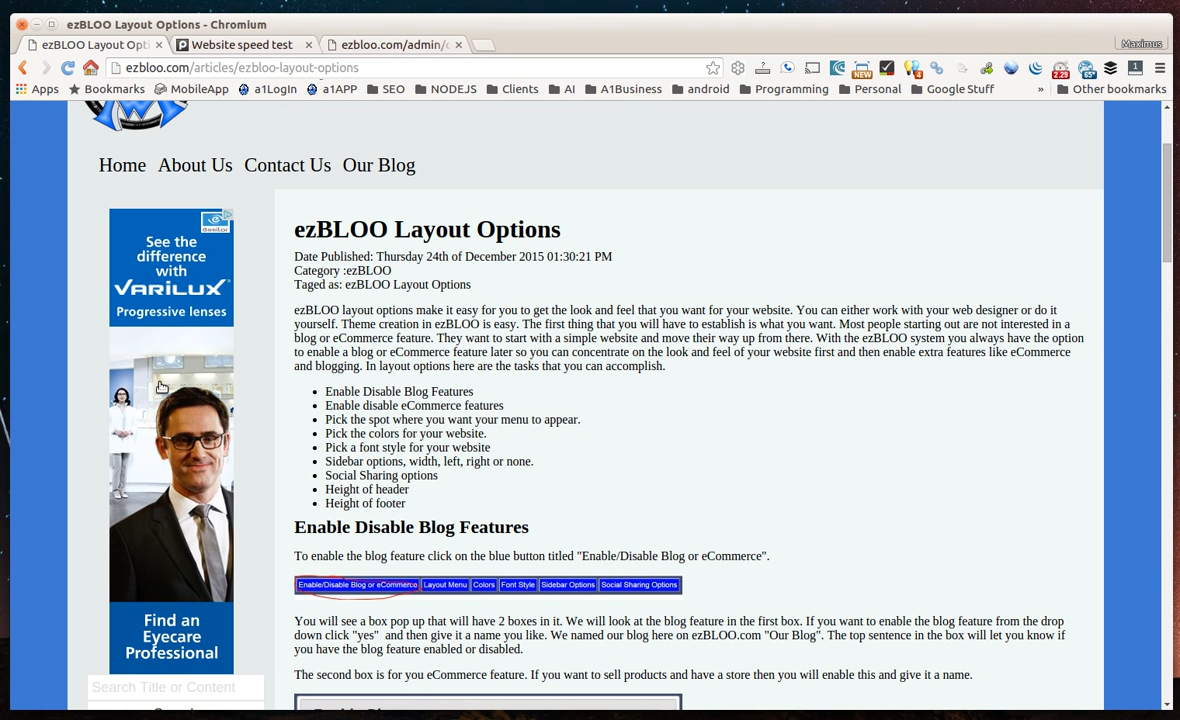 ezBLOO Layout Options - Chromium
ezBLOO Layout Opti
Website speed test
ezbloo.com/admin/c
Maximus
ezbloo.com/articles/ezbloo-layout-options
NEW
4
2.29
65°
1
Apps Bookmarks MobileApp a1LogIn a1APP SEO NODEJS Clients AI A1Business android Programming Personal Google Stuff » Other bookmarks
Home About Us Contact Us Our Blog
See the
difference
with
VARILUX®
Progressive lenses
Find an
Eyecare
Professional
Search Title or Content
ezBLOO Layout Options
Date Published: Thursday 24th of December 2015 01:30:21 PM
Category :ezBLOO
Taged as: ezBLOO Layout Options
ezBLOO layout options make it easy for you to get the look and feel that you want for your website. You can either work with your web designer or do it
yourself. Theme creation in ezBLOO is easy. The first thing that you will have to establish is what you want. Most people starting out are not interested in a
blog or eCommerce feature. They want to start with a simple website and move their way up from there. With the ezBLOO system you always have the option
to enable a blog or eCommerce feature later so you can concentrate on the look and feel of your website first and then enable extra features like eCommerce
and blogging. In layout options here are the tasks that you can accomplish.
• Enable Disable Blog Features
• Enable disable eCommerce features
• Pick the spot where you want your menu to appear.
• Pick the colors for your website.
• Pick a font style for your website
• Sidebar options, width, left, right or none.
• Social Sharing options
• Height of header
• Height of footer
Enable Disable Blog Features
To enable the blog feature click on the blue button titled "Enable/Disable Blog or eCommerce".
Enable/Disable Blog or eCommerce Layout Menu Colors Font Style Sidebar Options Social Sharing Options
You will see a box pop up that will have 2 boxes in it. We will look at the blog feature in the first box. If you want to enable the blog feature from the drop
down click "yes" and then give it a name you like. We named our blog here on ezBLOO.com "Our Blog". The top sentence in the box will let you know if
you have the blog feature enabled or disabled.
The second box is for you eCommerce feature. If you want to sell products and have a store then you will enable this and give it a name.